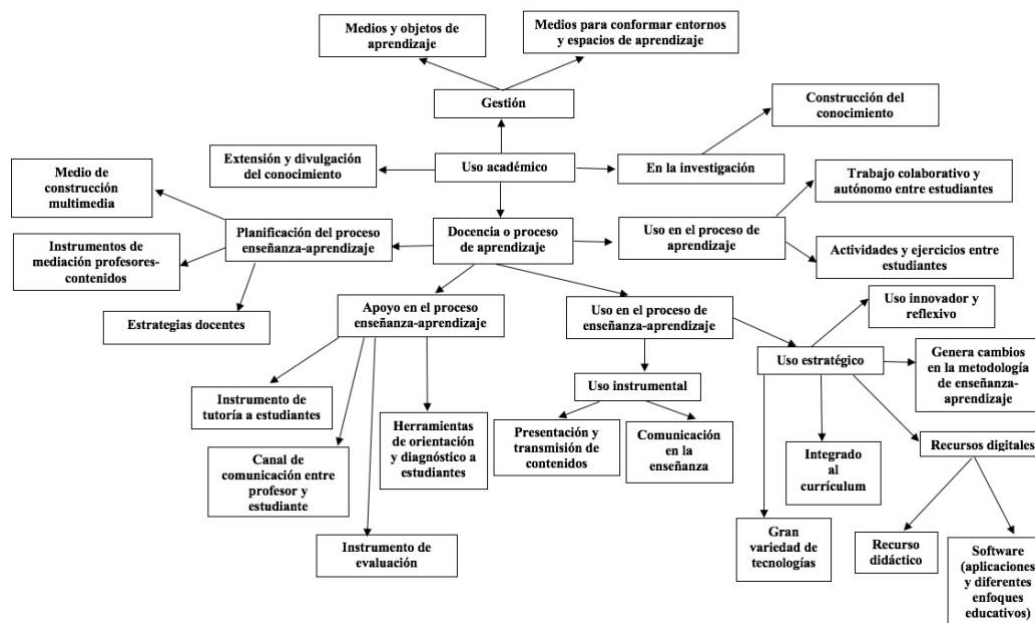 Medios y objetos de
aprendizaje
Medios para conformar entornos
y espacios de aprendizaje
Gestión
Construcción del
conocimiento
Extensión y divulgación
del conocimiento
Uso académico
En la investigación
Medio de
construcción
multimedia
Trabajo colaborativo y
autónomo entre estudiantes
Planificación del proceso
enseñanza-aprendizaje
Docencia o proceso
de aprendizaje
Uso en el proceso de
aprendizaje
Instrumentos de
mediación profesores-
contenidos
Actividades y ejercicios entre
estudiantes
Estrategias docentes
Apoyo en el proceso
enseñanza-aprendizaje
Uso en el proceso de
enseñanza-aprendizaje
Uso innovador y
reflexivo
Uso estratégico
Genera cambios
en la metodología
de enseñanza-
aprendizaje
Instrumento de
tutoría a estudiantes
Uso instrumental
Herramientas
de orientación
y diagnóstico a
estudiantes
Presentación y
transmisión de
contenidos
Comunicación
en la
enseñanza
Canal de
comunicación entre
profesor y
estudiante
Integrado
al
currículum
Recursos digitales
Instrumento de
evaluación
Gran
variedad de
tecnologías
Recurso
didáctico
Software
(aplicaciones
y diferentes
enfoques
educativos)